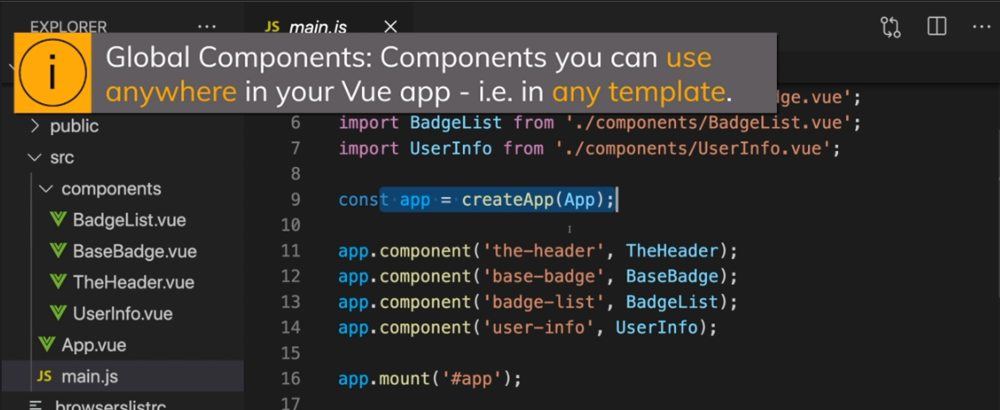 EXPLORER ...
JS main.js ×
...
i
Global Components: Components you can use
anywhere in your Vue app - i.e. in any template.
dge.vue';
public
6 import BadgeList from './components/BadgeList.vue';
7 import UserInfo from './components/UserInfo.vue';
src
8
components
9 const app = createApp(App);
BadgeList.vue
10
BaseBadge.vue
11 app.component('the-header', TheHeader);
TheHeader.vue
12 app.component('base-badge', BaseBadge);
13 app.component('badge-list', BadgeList);
UserInfo.vue
14 app.component('user-info', UserInfo);
App.vue
15
JS main.js
16 app.mount('#app');
browserslistrc
17